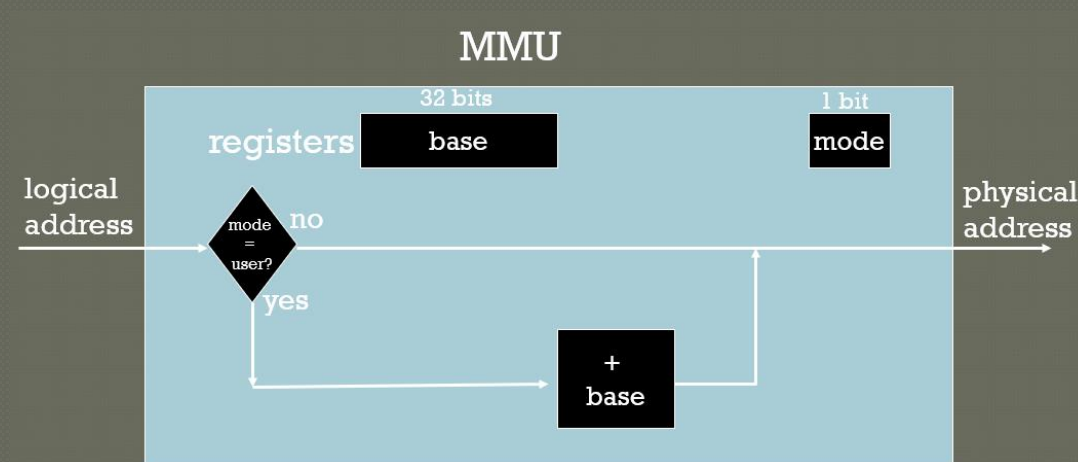 MMU
32 bits
1 bit
registers
base
mode
logical
address
physical
address
mode
=
user?
no
yes
+
base